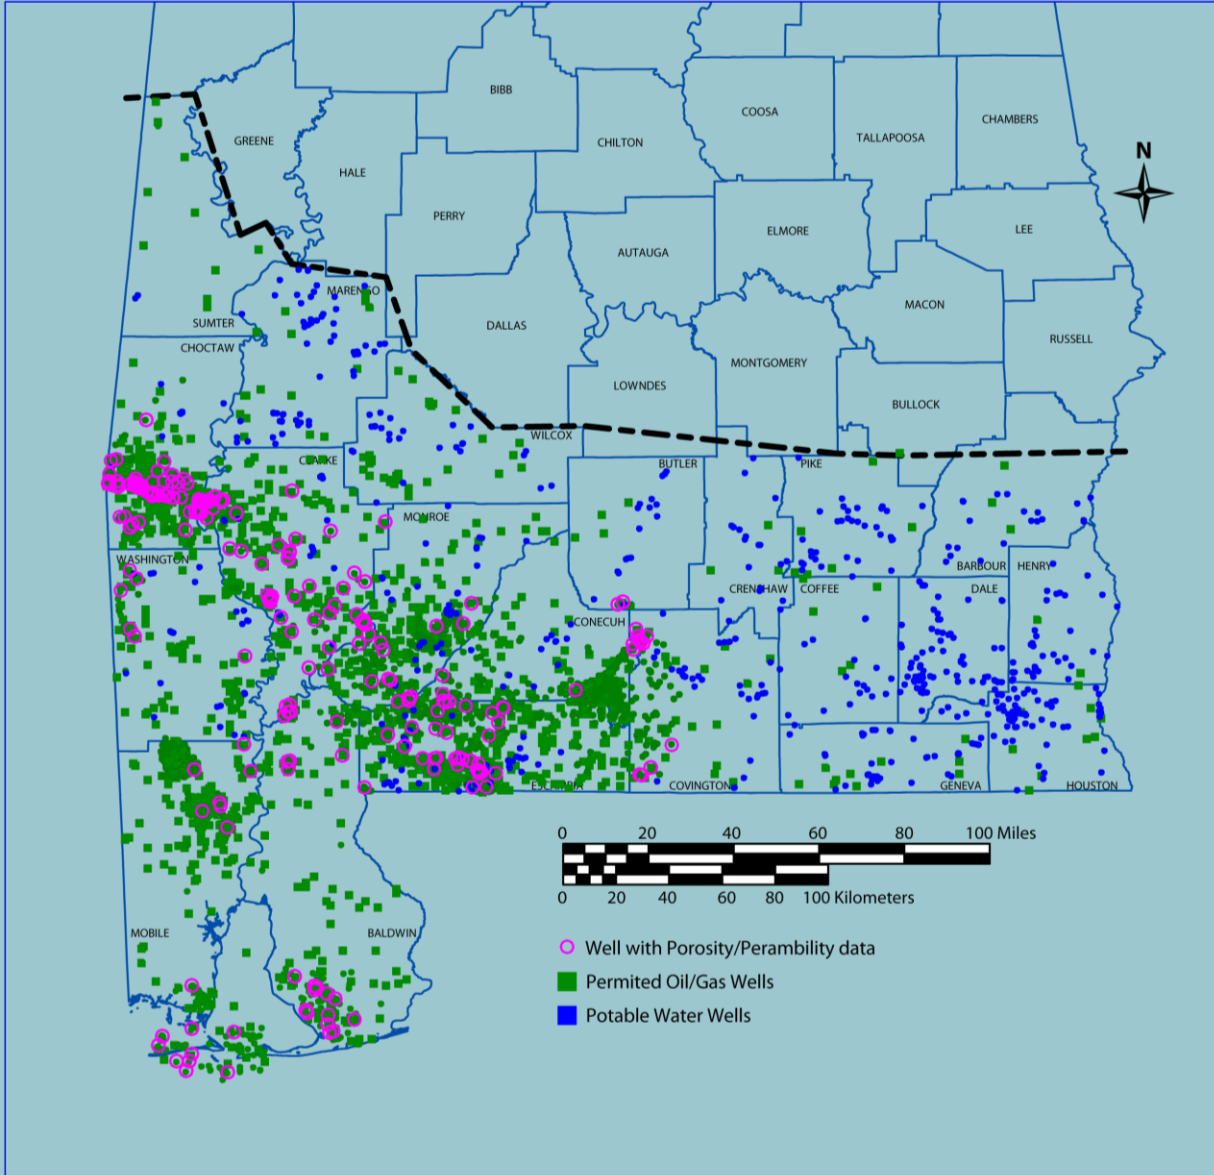 BIBB
COOSA
CHAMBERS
TALLAPOOSA
GREENE
CHILTON
N
HALE
PERRY
ELMORE
LEE
AUTAUGA
MARENGO
MACON
SUMTER
DALLAS
RUSSELL
CHOCTAW
MONTGOMERY
LOWNDES
BULLOCK
WILCOX
CLARKE
BUTLER
PIKE
MONROE
WASHINGTON
BARBOUR
HENRY
CRENSHAW
COFFEE
DALE
CONECUH
ESCAMBIA
COVINGTON
GENEVA
HOUSTON
0 20 40 60 80 100 Miles
0 20 40 60 80 100 Kilometers
MOBILE
BALDWIN
Well with Porosity/Perambility data
Permited Oil/Gas Wells
Potable Water Wells